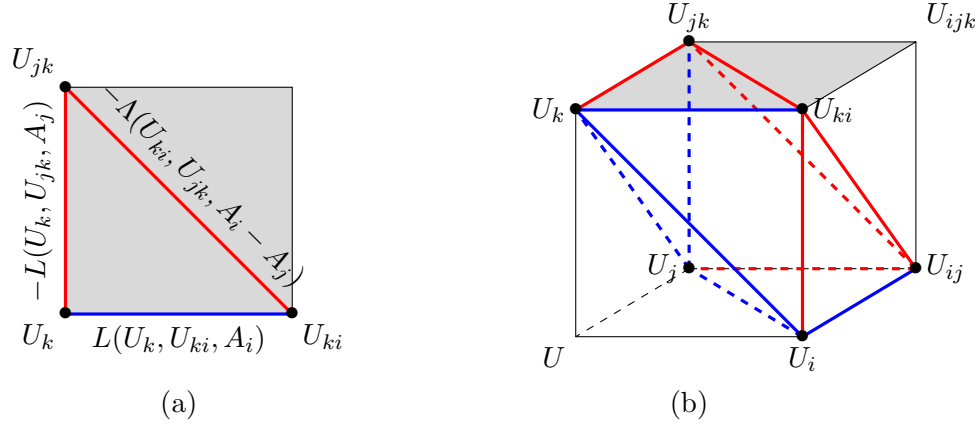 U_{jk}
−L(U_k, U_{jk}, A_j)
−Λ(U_{ki}, U_{jk}, A_i − A_j)
U_k
L(U_k, U_{ki}, A_i)
U_{ki}
(a)
U_{jk}
U_{ijk}
U_k
U_{ki}
U_j
U_{ij}
U
U_i
(b)